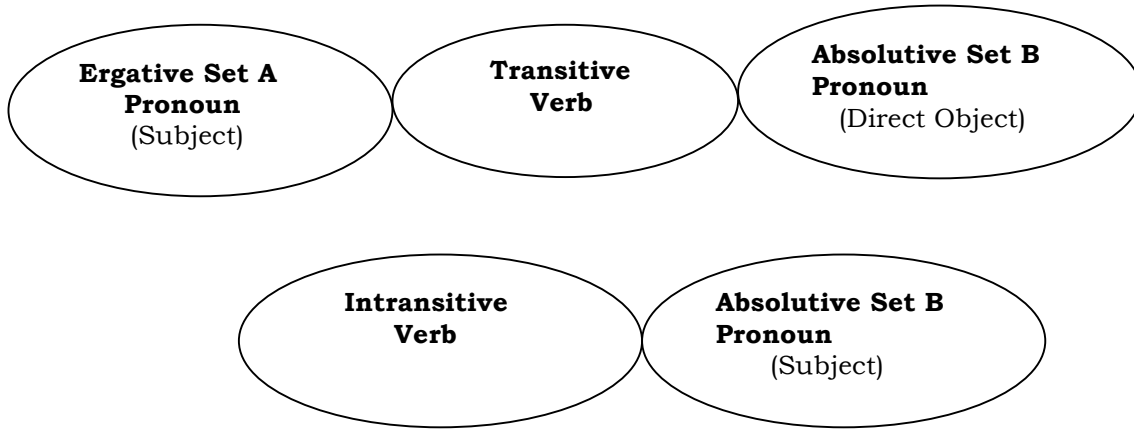 Ergative Set A
Pronoun
(Subject)
Transitive
Verb
Absolutive Set B
Pronoun
(Direct Object)
Intransitive
Verb
Absolutive Set B
Pronoun
(Subject)